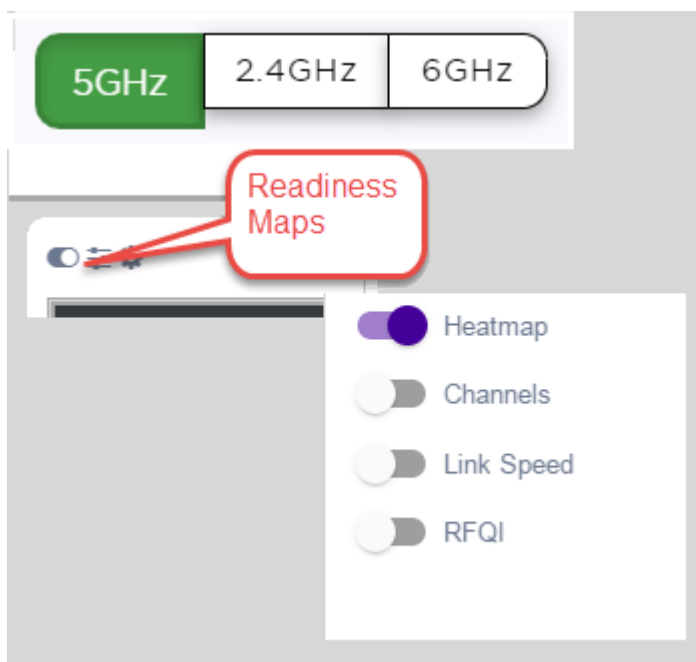 5GHz 2.4GHz 6GHz
Readiness
Maps
Heatmap
Channels
Link Speed
RFQI